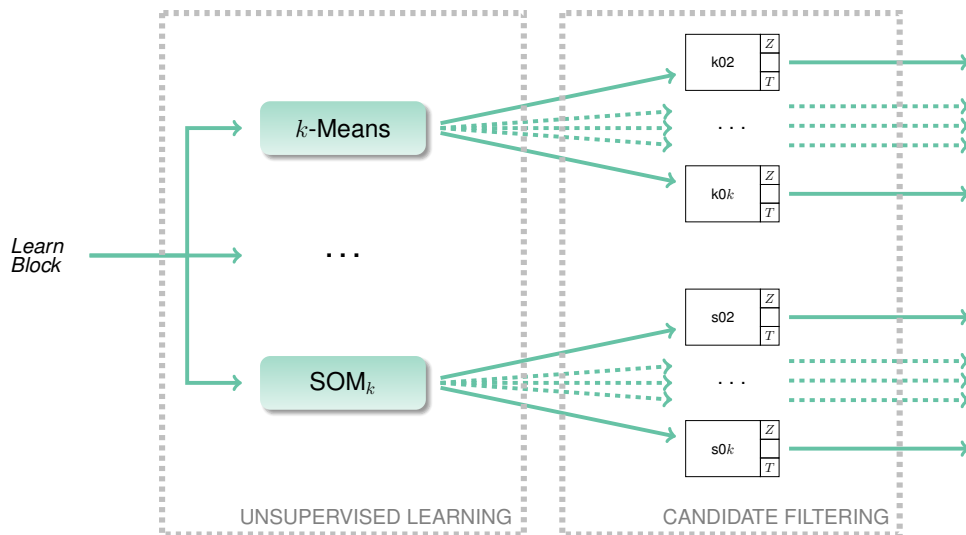 Z
k02
T
k-Means
...
Z
k0k
T
Learn
Block
...
Z
s02
T
SOMₖ
...
Z
s0k
T
UNSUPERVISED LEARNING
CANDIDATE FILTERING